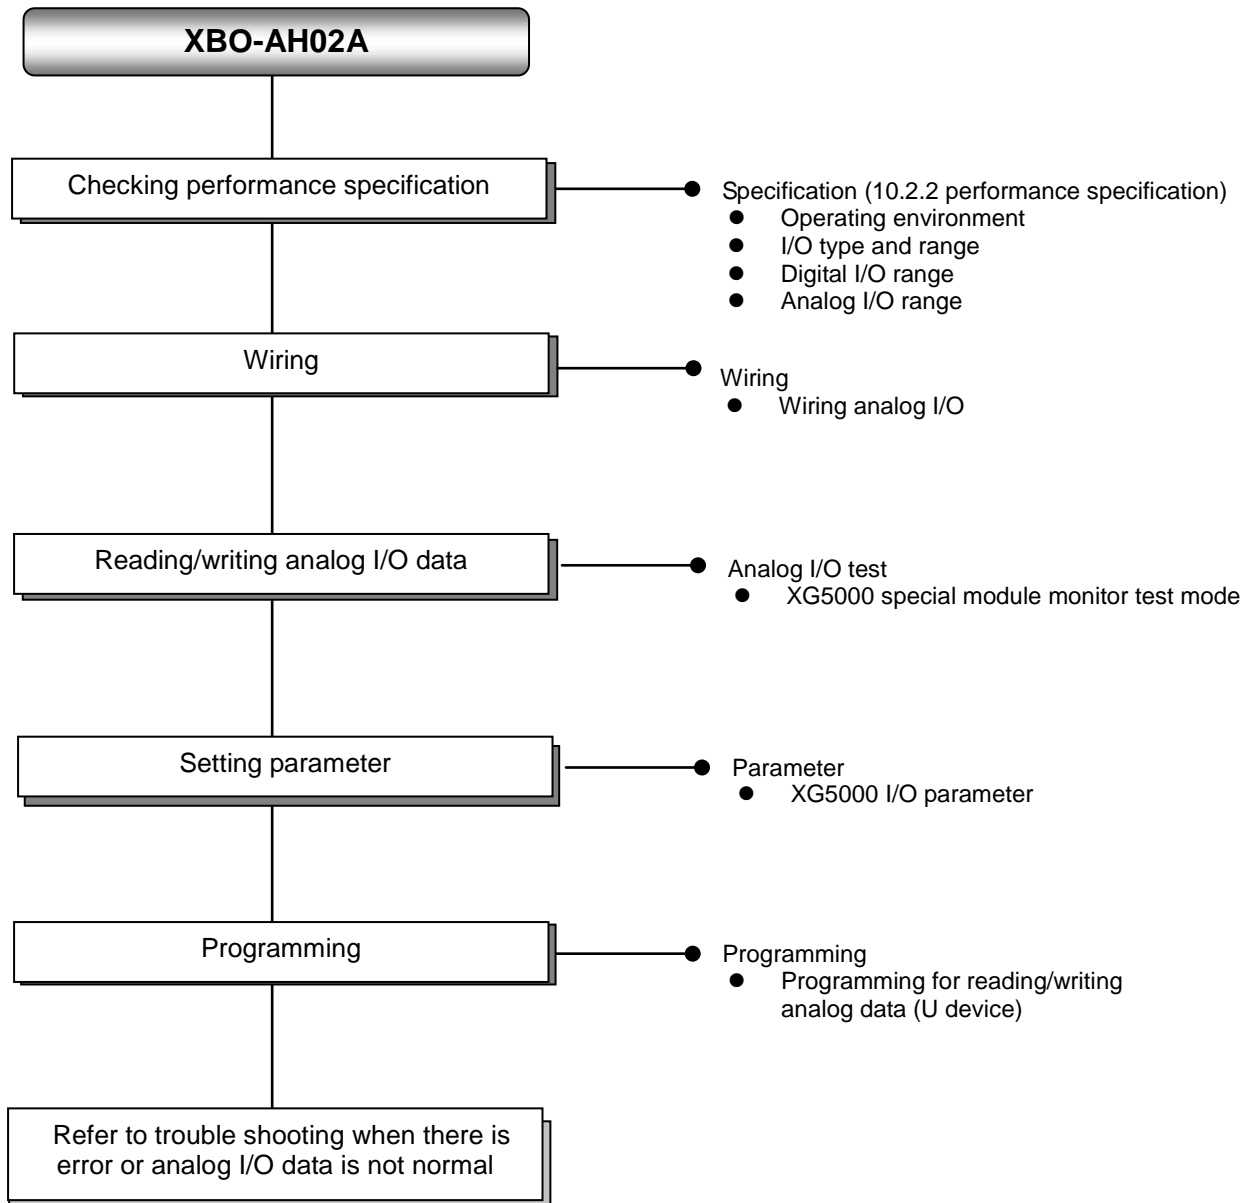 XBO-AH02A
Checking performance specification
Specification (10.2.2 performance specification)
● Operating environment
● I/O type and range
● Digital I/O range
● Analog I/O range
Wiring
Wiring
● Wiring analog I/O
Reading/writing analog I/O data
Analog I/O test
● XG5000 special module monitor test mode
Setting parameter
Parameter
● XG5000 I/O parameter
Programming
Programming
● Programming for reading/writing
analog data (U device)
Refer to trouble shooting when there is
error or analog I/O data is not normal